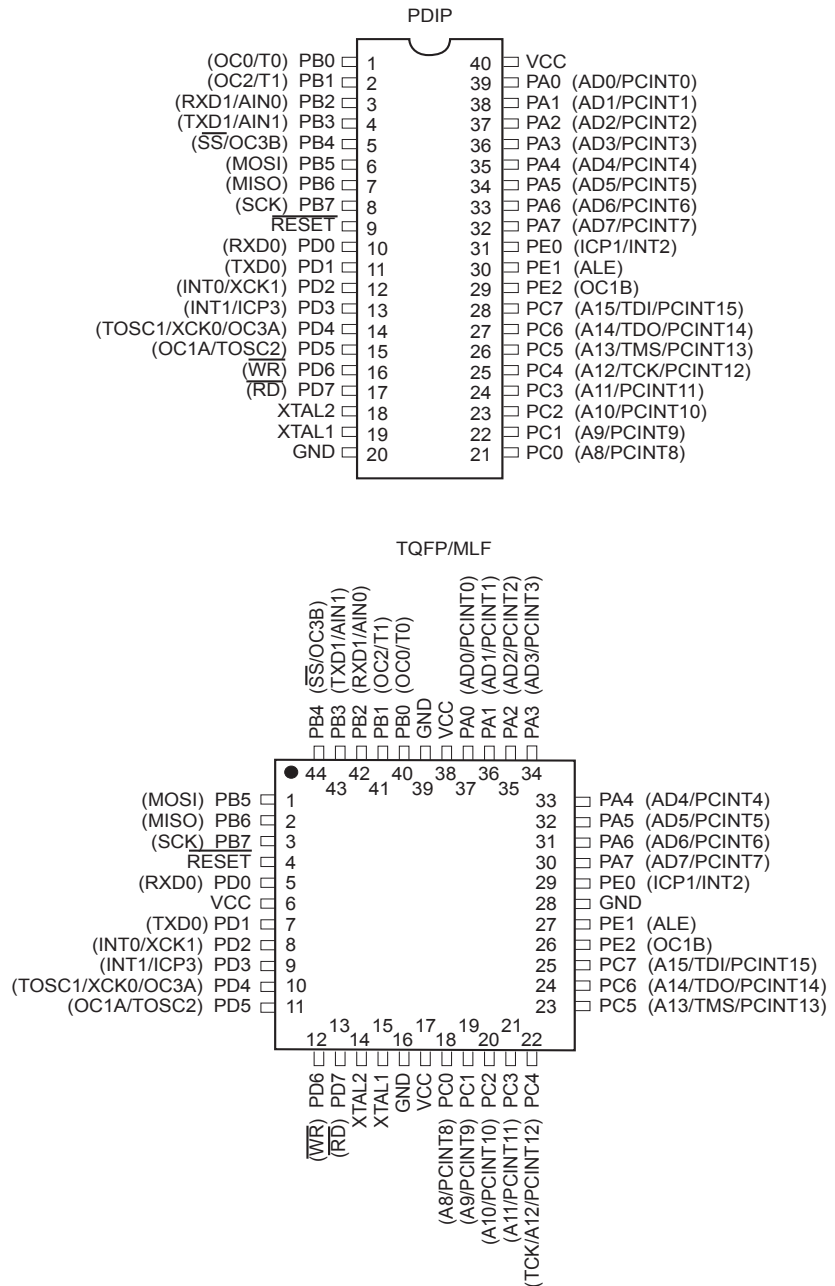 PDIP
(OC0/T0) PB0 1 40 VCC
(OC2/T1) PB1 2 39 PA0 (AD0/PCINT0)
(RXD1/AIN0) PB2 3 38 PA1 (AD1/PCINT1)
(TXD1/AIN1) PB3 4 37 PA2 (AD2/PCINT2)
(SS/OC3B) PB4 5 36 PA3 (AD3/PCINT3)
(MOSI) PB5 6 35 PA4 (AD4/PCINT4)
(MISO) PB6 7 34 PA5 (AD5/PCINT5)
(SCK) PB7 8 33 PA6 (AD6/PCINT6)
RESET 9 32 PA7 (AD7/PCINT7)
(RXD0) PD0 10 31 PE0 (ICP1/INT2)
(TXD0) PD1 11 30 PE1 (ALE)
(INT0/XCK1) PD2 12 29 PE2 (OC1B)
(INT1/ICP3) PD3 13 28 PC7 (A15/TDI/PCINT15)
(TOSC1/XCK0/OC3A) PD4 14 27 PC6 (A14/TDO/PCINT14)
(OC1A/TOSC2) PD5 15 26 PC5 (A13/TMS/PCINT13)
(WR) PD6 16 25 PC4 (A12/TCK/PCINT12)
(RD) PD7 17 24 PC3 (A11/PCINT11)
XTAL2 18 23 PC2 (A10/PCINT10)
XTAL1 19 22 PC1 (A9/PCINT9)
GND 20 21 PC0 (A8/PCINT8)
TQFP/MLF
PB4 (SS/OC3B)
PB3 (TXD1/AIN1)
PB2 (RXD1/AIN0)
PB1 (OC2/T1)
PB0 (OC0/T0)
GND
VCC
PA0 (AD0/PCINT0)
PA1 (AD1/PCINT1)
PA2 (AD2/PCINT2)
PA3 (AD3/PCINT3)
44 42 40 38 36 34
43 41 39 37 35
(MOSI) PB5 1 33 PA4 (AD4/PCINT4)
(MISO) PB6 2 32 PA5 (AD5/PCINT5)
(SCK) PB7 3 31 PA6 (AD6/PCINT6)
RESET 4 30 PA7 (AD7/PCINT7)
(RXD0) PD0 5 29 PE0 (ICP1/INT2)
VCC 6 28 GND
(TXD0) PD1 7 27 PE1 (ALE)
(INT0/XCK1) PD2 8 26 PE2 (OC1B)
(INT1/ICP3) PD3 9 25 PC7 (A15/TDI/PCINT15)
(TOSC1/XCK0/OC3A) PD4 10 24 PC6 (A14/TDO/PCINT14)
(OC1A/TOSC2) PD5 11 23 PC5 (A13/TMS/PCINT13)
13 15 17 19 21
12 14 16 18 20 22
(WR) PD6
(RD) PD7
XTAL2
XTAL1
GND
VCC
(A8/PCINT8) PC0
(A9/PCINT9) PC1
(A10/PCINT10) PC2
(A11/PCINT11) PC3
(TCK/A12/PCINT12) PC4